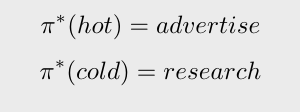 π*(hot) = advertise
π*(cold) = research